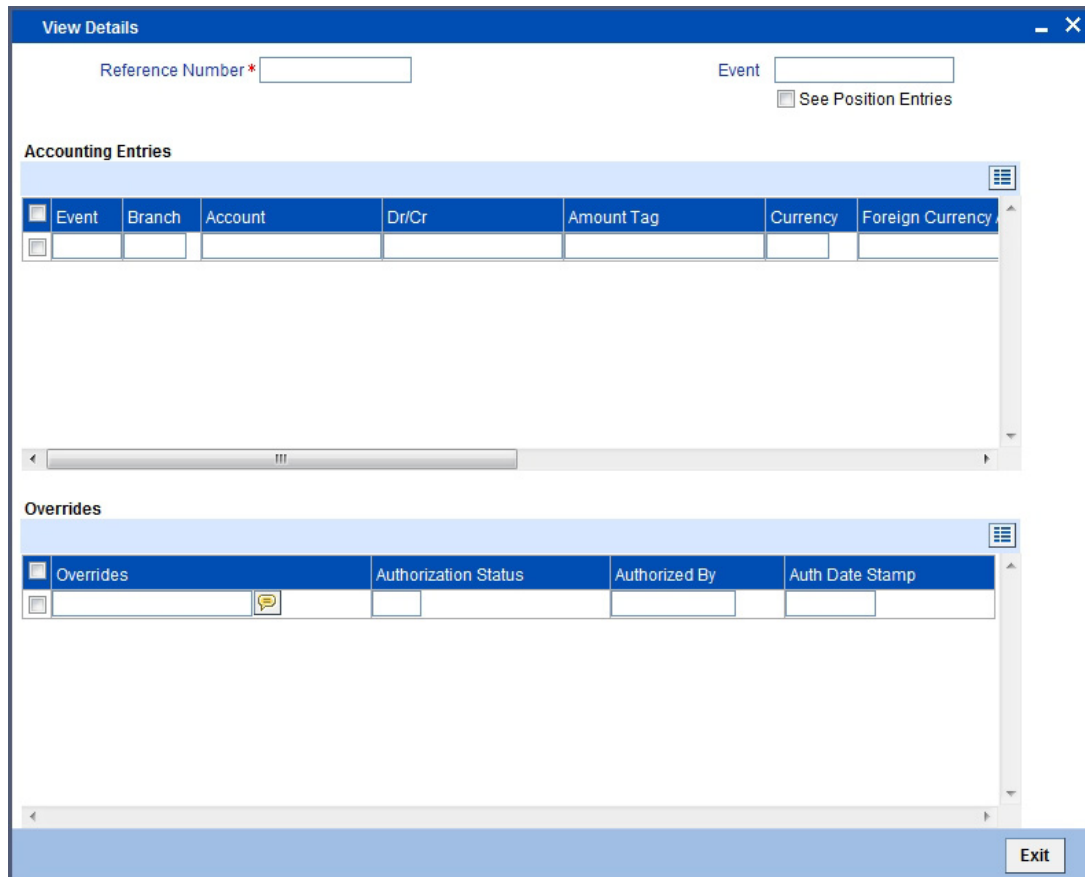 View Details
Reference Number * Event
See Position Entries
Accounting Entries
Event Branch Account Dr/Cr Amount Tag Currency Foreign Currency
Overrides
Overrides Authorization Status Authorized By Auth Date Stamp
Exit